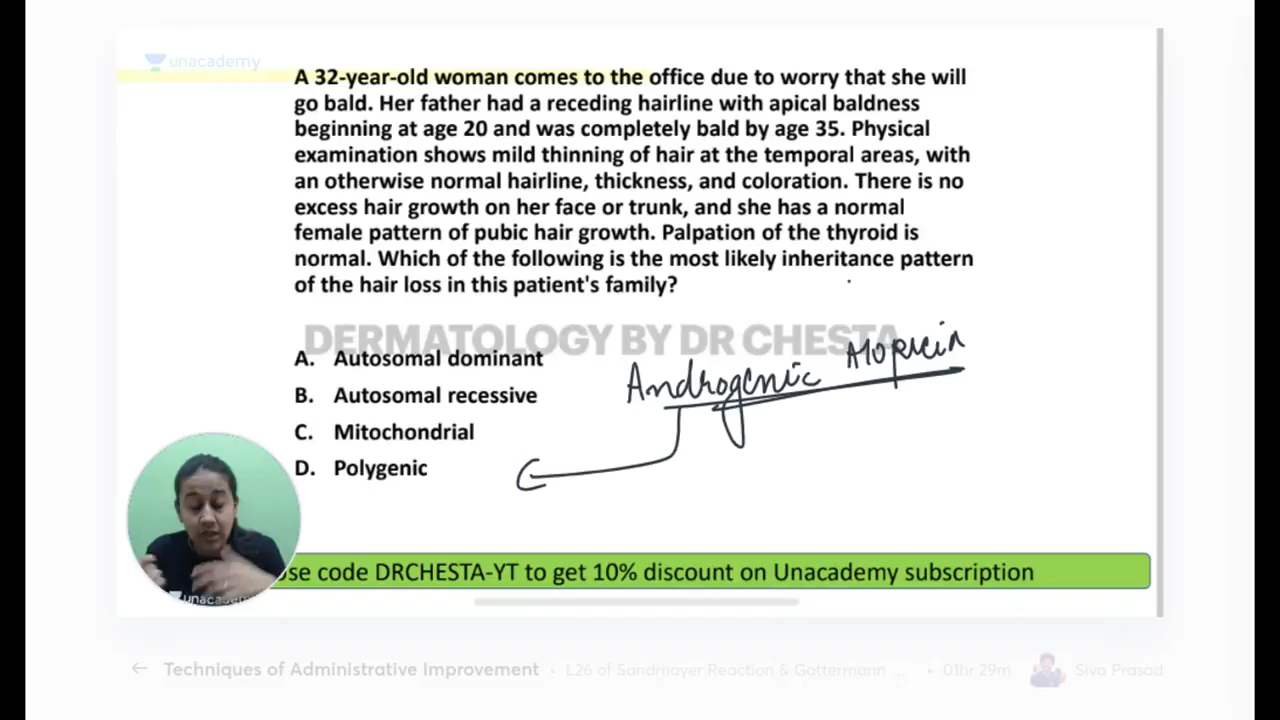 unacademy
A 32-year-old woman comes to the office due to worry that she will
go bald. Her father had a receding hairline with apical baldness
beginning at age 20 and was completely bald by age 35. Physical
examination shows mild thinning of hair at the temporal areas, with
an otherwise normal hairline, thickness, and coloration. There is no
excess hair growth on her face or trunk, and she has a normal
female pattern of pubic hair growth. Palpation of the thyroid is
normal. Which of the following is the most likely inheritance pattern
of the hair loss in this patient's family?
DERMATOLOGY BY DR CHESTA
A. Autosomal dominant
Androgenic
B. Autosomal recessive
C. Mitochondrial
D. Polygenic
code DRCHESTA-YT to get 10% discount on Unacademy subscription
Techniques of Administrative Improvement • L26 of Sandmayer Reaction & Gattermann ... • 01hr 29m Siva Prasad